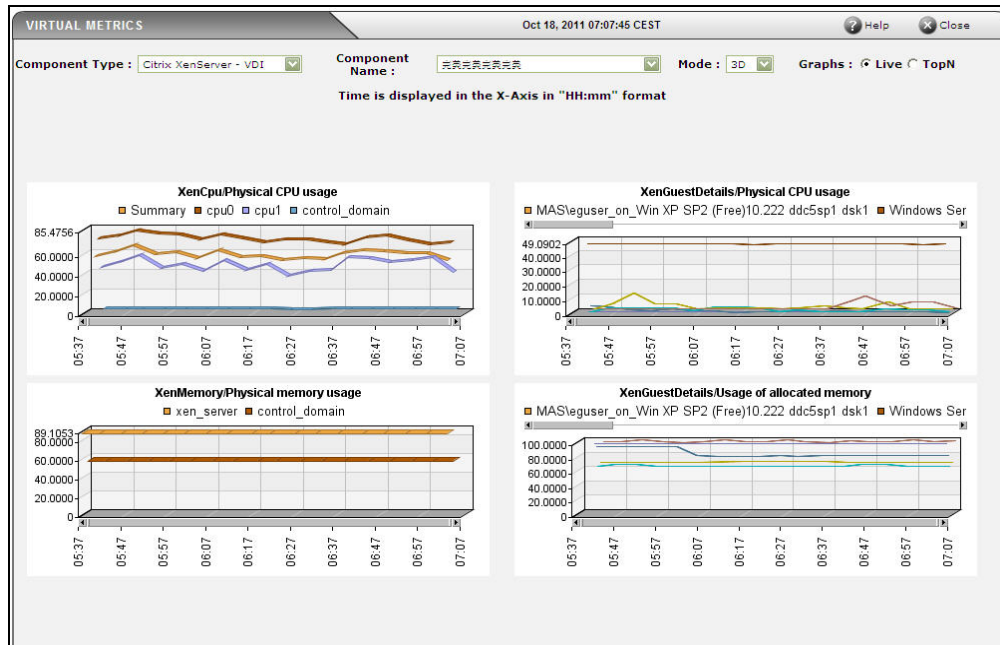 VIRTUAL METRICS
Oct 18, 2011 07:07:45 CEST
Help
Close
Component Type : Citrix XenServer - VDI
Component Name :
Mode : 3D
Graphs : Live TopN
Time is displayed in the X-Axis in "HH:mm" format
XenCpu/Physical CPU usage
Summary cpu0 cpu1 control_domain
85.4756
60.0000
40.0000
20.0000
0
05:37 05:47 05:57 06:07 06:17 06:27 06:37 06:47 06:57 07:07
XenGuestDetails/Physical CPU usage
MAS\eguser_on_Win XP SP2 (Free)10.222 ddc5sp1 dsk1 Windows Ser
49.0902
40.0000
30.0000
20.0000
10.0000
0
05:37 05:47 05:57 06:07 06:17 06:27 06:37 06:47 06:57 07:07
XenMemory/Physical memory usage
xen_server control_domain
89.1053
80.0000
60.0000
40.0000
20.0000
0
05:37 05:47 05:57 06:07 06:17 06:27 06:37 06:47 06:57 07:07
XenGuestDetails/Usage of allocated memory
MAS\eguser_on_Win XP SP2 (Free)10.222 ddc5sp1 dsk1 Windows Ser
100.0000
80.0000
60.0000
40.0000
20.0000
0
05:37 05:47 05:57 06:07 06:17 06:27 06:37 06:47 06:57 07:07